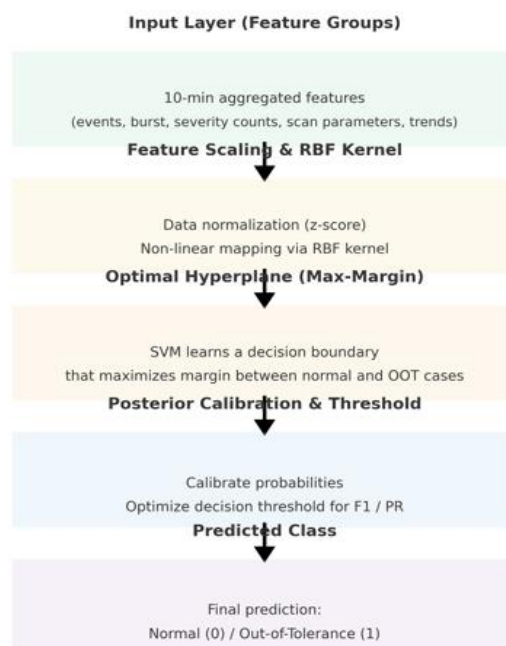 Input Layer (Feature Groups)
10-min aggregated features
(events, burst, severity counts, scan parameters, trends)
Feature Scaling & RBF Kernel
Data normalization (z-score)
Non-linear mapping via RBF kernel
Optimal Hyperplane (Max-Margin)
SVM learns a decision boundary
that maximizes margin between normal and OOT cases
Posterior Calibration & Threshold
Calibrate probabilities
Optimize decision threshold for F1 / PR
Predicted Class
Final prediction:
Normal (0) / Out-of-Tolerance (1)